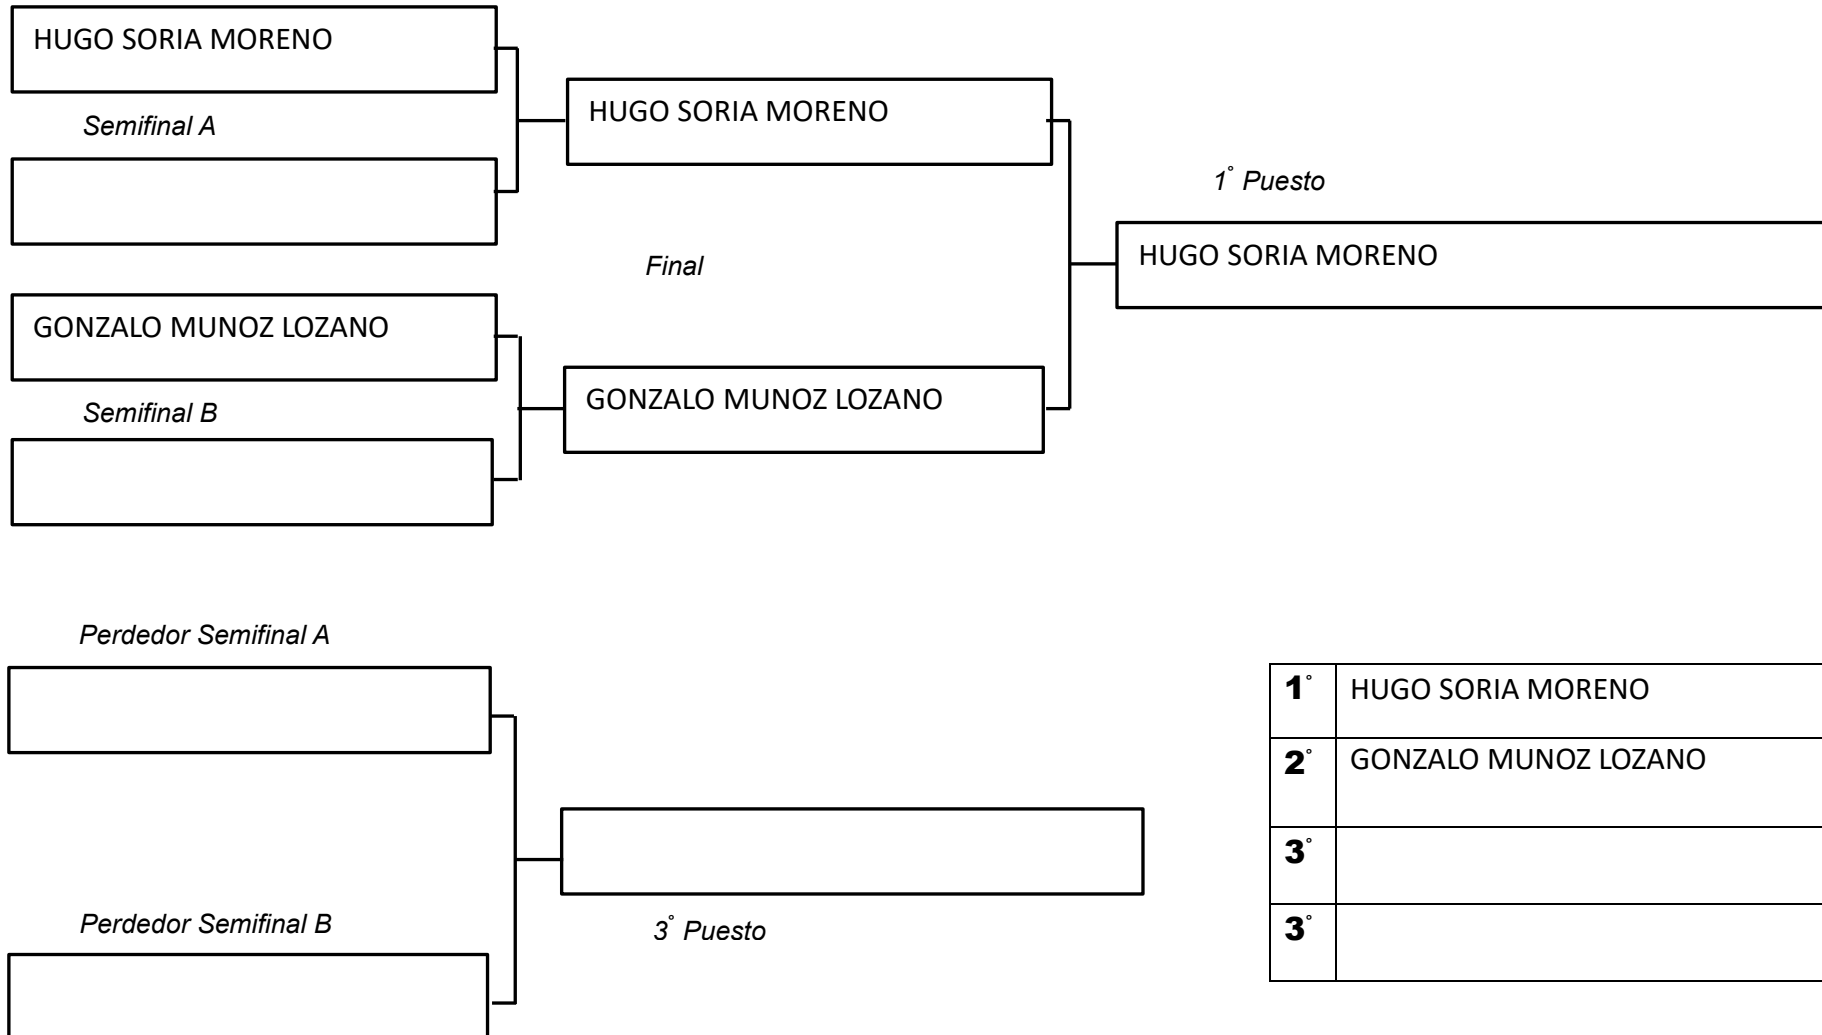 HUGO SORIA MORENO
Semifinal A
HUGO SORIA MORENO
1° Puesto
HUGO SORIA MORENO
Final
GONZALO MUNOZ LOZANO
Semifinal B
GONZALO MUNOZ LOZANO
Perdedor Semifinal A
Perdedor Semifinal B
3° Puesto
1° HUGO SORIA MORENO
2° GONZALO MUNOZ LOZANO
3°
3°